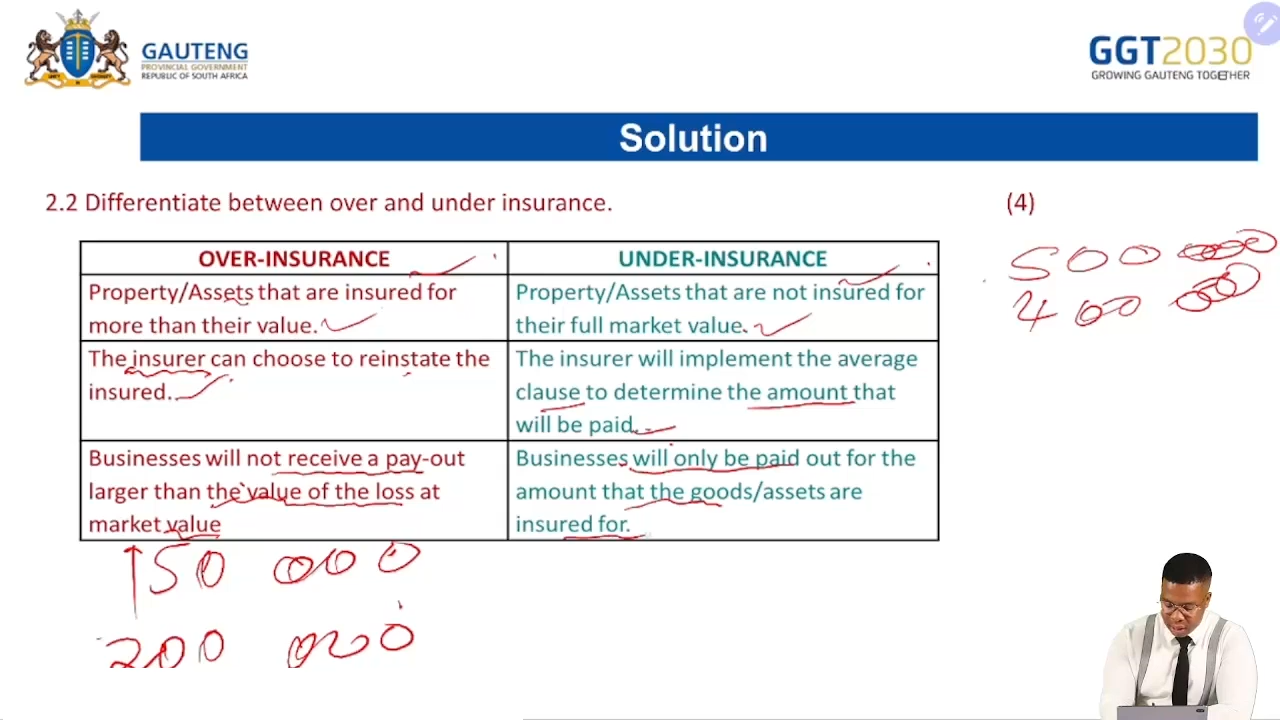 GAUTENG
PROVINCIAL GOVERNMENT
REPUBLIC OF SOUTH AFRICA
GGT2030
GROWING GAUTENG TOGETHER
Solution
2.2 Differentiate between over and under insurance. (4)
OVER-INSURANCE
UNDER-INSURANCE
Property/Assets that are insured for
more than their value.
Property/Assets that are not insured for
their full market value.
The insurer can choose to reinstate the
insured.
The insurer will implement the average
clause to determine the amount that
will be paid.
Businesses will not receive a pay-out
larger than the value of the loss at
market value
Businesses will only be paid out for the
amount that the goods/assets are
insured for.
500 000
400 000
150 000
200 000